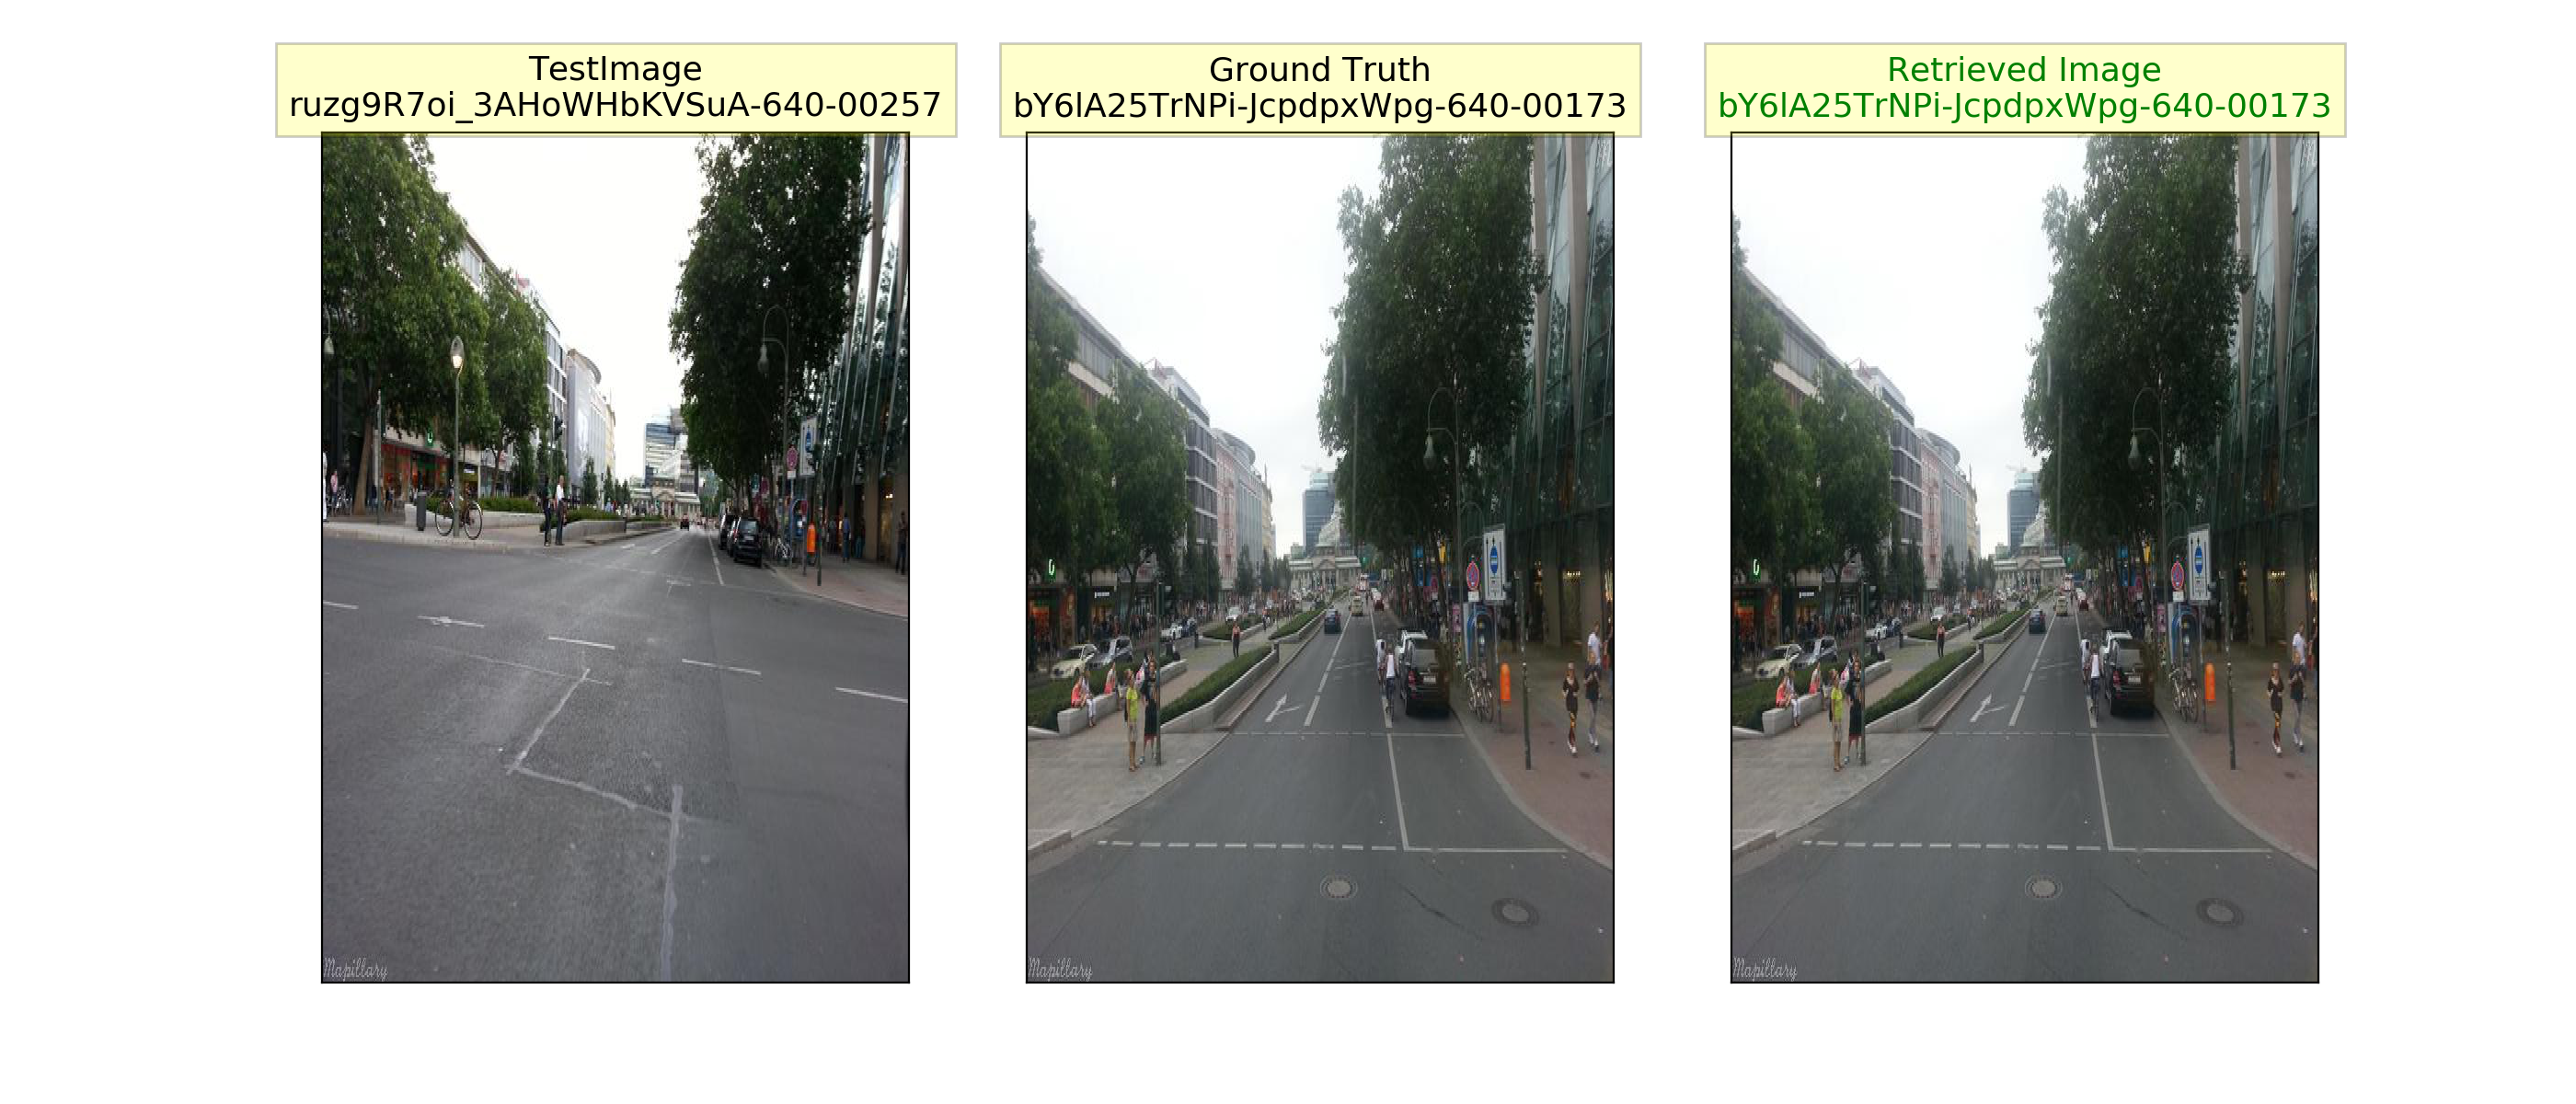 TestImage
ruzg9R7oi_3AHoWHbKVSuA-640-00257
Ground Truth
bY6lA25TrNPi-JcpdpxWpg-640-00173
Retrieved Image
bY6lA25TrNPi-JcpdpxWpg-640-00173
Mapillary
Mapillary
Mapillary